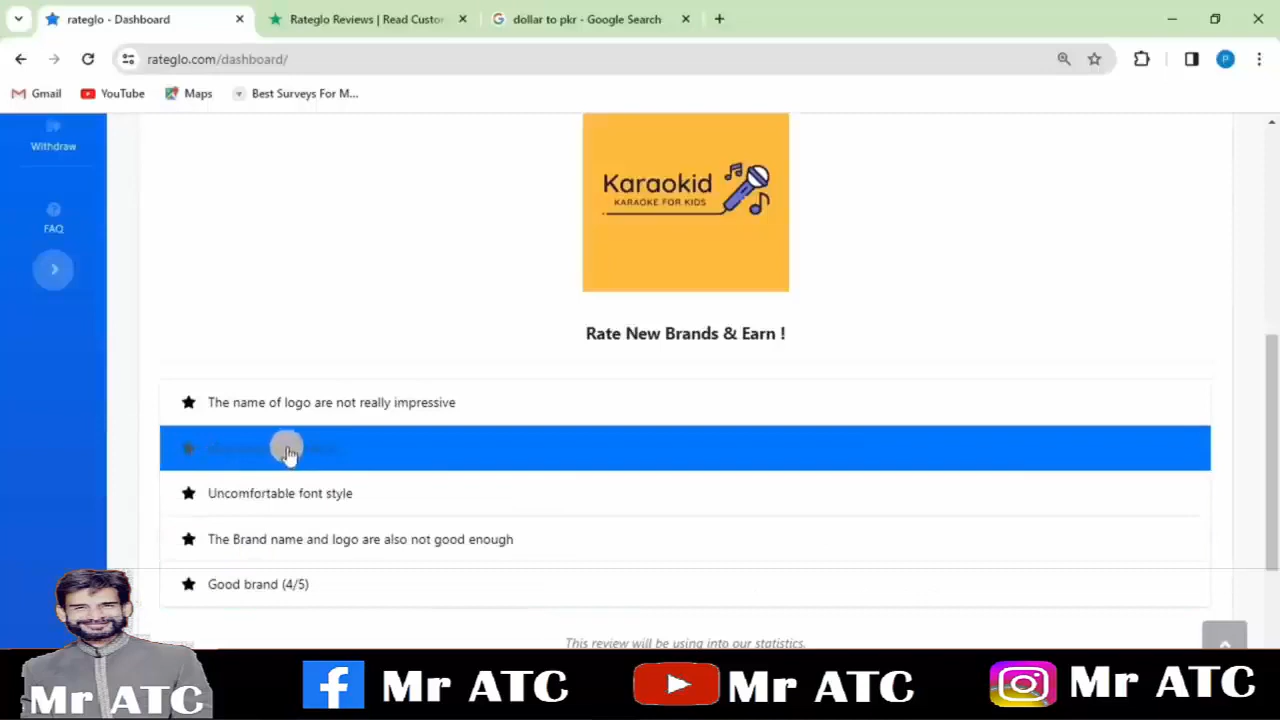 rateglo - Dashboard
Rateglo Reviews | Read Custo
dollar to pkr - Google Search
rateglo.com/dashboard/
P
Gmail
YouTube
Maps
Best Surveys For M...
Withdraw
FAQ
Karaokid
KARAOKE FOR KIDS
Rate New Brands & Earn !
The name of logo are not really impressive
Uncomfortable font style
The Brand name and logo are also not good enough
Good brand (4/5)
This review will be using into our statistics.
Mr ATC
Mr ATC
Mr ATC
Mr ATC